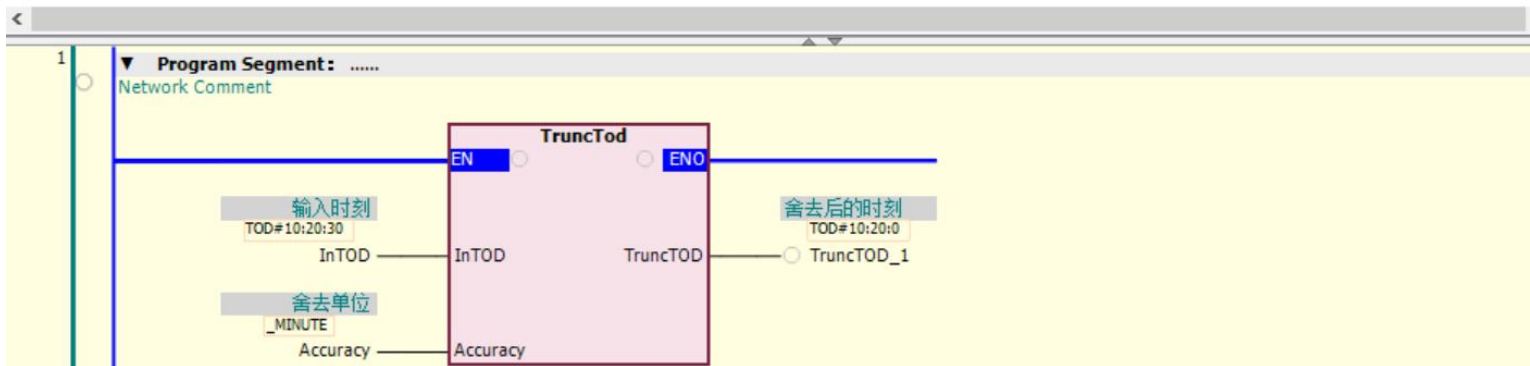 1
▼ Program Segment: ......
Network Comment
TruncTod
EN ENO
输入时刻 舍去后的时刻
TOD#10:20:30 TOD#10:20:0
InTOD InTOD TruncTOD TruncTOD_1
舍去单位
_MINUTE
Accuracy Accuracy